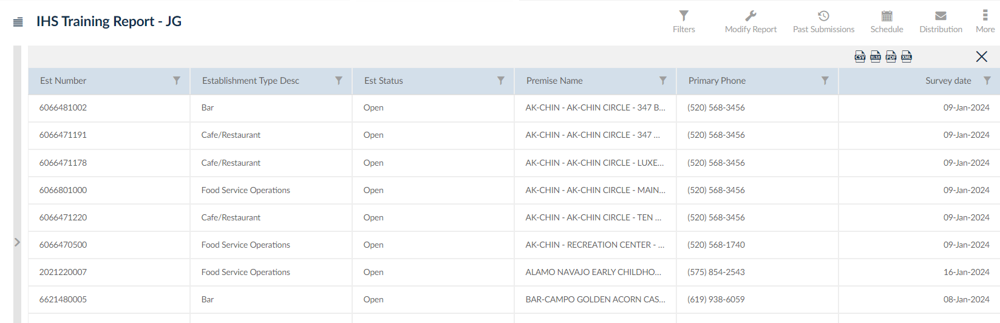 IHS Training Report - JG
Filters Modify Report Past Submissions Schedule Distribution More
CSV XLSX PDF XML
Est Number Establishment Type Desc Est Status Premise Name Primary Phone Survey date
6066481002 Bar Open AK-CHIN - AK-CHIN CIRCLE - 347 B... (520) 568-3456 09-Jan-2024
6066471191 Cafe/Restaurant Open AK-CHIN - AK-CHIN CIRCLE - 347 ... (520) 568-3456 09-Jan-2024
6066471178 Cafe/Restaurant Open AK-CHIN - AK-CHIN CIRCLE - LUXE... (520) 568-3456 09-Jan-2024
6066801000 Food Service Operations Open AK-CHIN - AK-CHIN CIRCLE - MAIN... (520) 568-3456 09-Jan-2024
6066471220 Cafe/Restaurant Open AK-CHIN - AK-CHIN CIRCLE - TEN ... (520) 568-3456 09-Jan-2024
6066470500 Food Service Operations Open AK-CHIN - RECREATION CENTER - ... (520) 568-1740 09-Jan-2024
2021220007 Food Service Operations Open ALAMO NAVAJO EARLY CHILDHO... (575) 854-2543 16-Jan-2024
6621480005 Bar Open BAR-CAMPO GOLDEN ACORN CAS... (619) 938-6059 08-Jan-2024